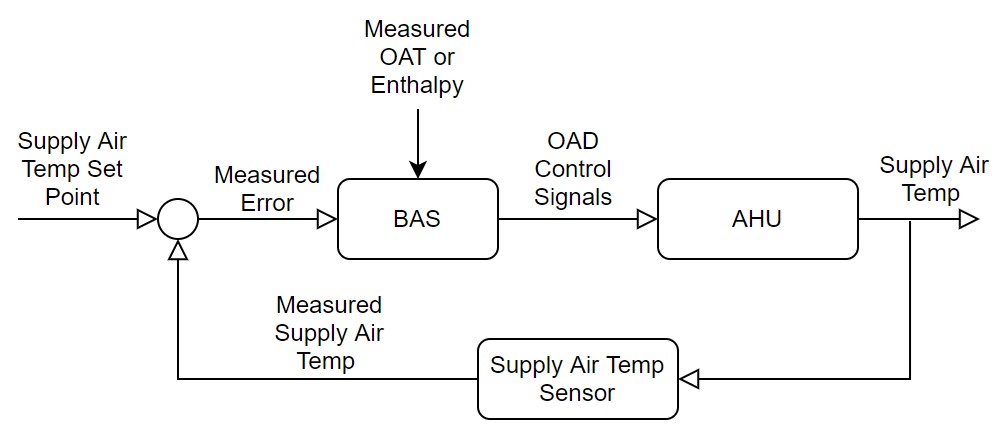 Measured
OAT or
Enthalpy
Supply Air
Temp Set
Point
Measured
Error
BAS
OAD
Control
Signals
AHU
Supply Air
Temp
Measured
Supply Air
Temp
Supply Air Temp
Sensor